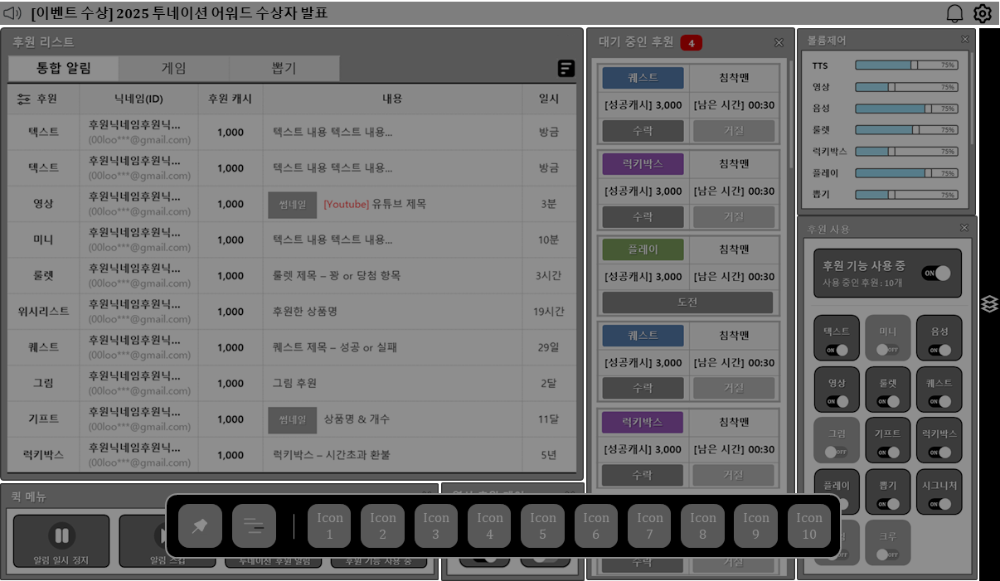 [이벤트 수상] 2025 투네이션 어워드 수상자 발표
후원 리스트
통합 알림 게임 뽑기
후원 닉네임(ID) 후원 캐시 내용 일시
텍스트 후원닉네임후원닉... (00loo***@gmail.com) 1,000 텍스트 내용 텍스트 내용... 방금
텍스트 후원닉네임후원닉... (00loo***@gmail.com) 1,000 텍스트 내용 텍스트 내용... 방금
영상 후원닉네임후원닉... (00loo***@gmail.com) 1,000 썸네일 [Youtube] 유튜브 제목 3분
미니 후원닉네임후원닉... (00loo***@gmail.com) 1,000 텍스트 내용 텍스트 내용... 10분
룰렛 후원닉네임후원닉... (00loo***@gmail.com) 1,000 룰렛 제목 – 꽝 or 당첨 항목 3시간
위시리스트 후원닉네임후원닉... (00loo***@gmail.com) 1,000 후원한 상품명 19시간
퀘스트 후원닉네임후원닉... (00loo***@gmail.com) 1,000 퀘스트 제목 – 성공 or 실패 29일
그림 후원닉네임후원닉... (00loo***@gmail.com) 1,000 그림 후원 2달
기프트 후원닉네임후원닉... (00loo***@gmail.com) 1,000 썸네일 상품명 & 개수 11달
럭키박스 후원닉네임후원닉... (00loo***@gmail.com) 1,000 럭키박스 – 시간초과 환불 5년
대기 중인 후원 4
퀘스트 침착맨
[성공캐시] 3,000 [남은 시간] 00:30
수락 거절
럭키박스 침착맨
[성공캐시] 3,000 [남은 시간] 00:30
수락 거절
플레이 침착맨
[성공캐시] 3,000 [남은 시간] 00:30
도전
퀘스트 침착맨
[성공캐시] 3,000 [남은 시간] 00:30
수락 거절
럭키박스 침착맨
[성공캐시] 3,000 [남은 시간] 00:30
수락 거절
수락 거절
볼륨제어
TTS 75%
영상 75%
음성 75%
룰렛 75%
럭키박스 75%
플레이 75%
뽑기 75%
후원 사용
후원 기능 사용 중 ON
사용 중인 후원 : 10개
텍스트 미니 음성
ON OFF ON
영상 룰렛 퀘스트
ON ON ON
그림 기프트 럭키박스
OFF ON ON
플레이 뽑기 시그니처
ON ON
크루
OFF OFF
퀵 메뉴
알림 일시 정지 알림 스킵 투네이션 후원 알림 후원 기능 사용 중
Icon 1 Icon 2 Icon 3 Icon 4 Icon 5 Icon 6 Icon 7 Icon 8 Icon 9 Icon 10